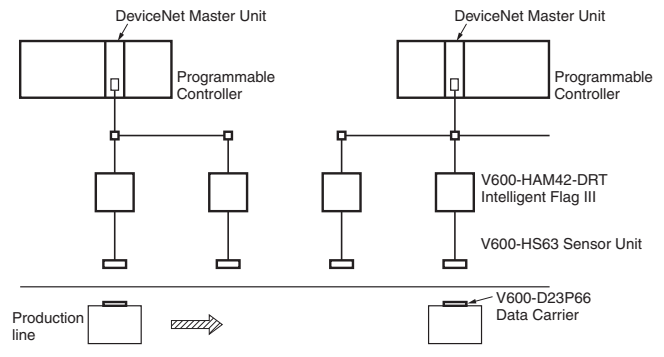 DeviceNet Master Unit
DeviceNet Master Unit
Programmable
Controller
Programmable
Controller
V600-HAM42-DRT
Intelligent Flag III
V600-HS63 Sensor Unit
V600-D23P66
Data Carrier
Production
line